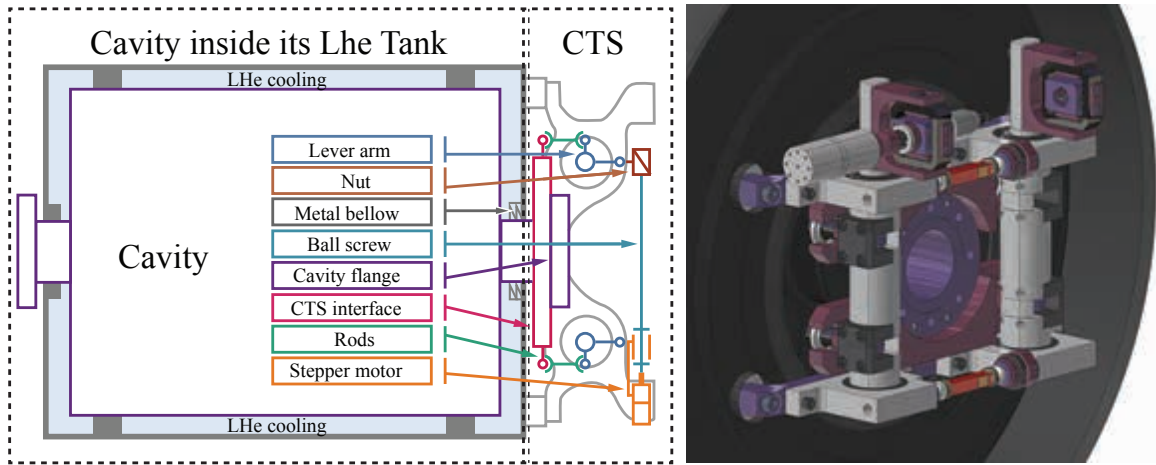 Cavity inside its Lhe Tank
CTS
LHe cooling
Lever arm
Nut
Metal bellow
Ball screw
Cavity
Cavity flange
CTS interface
Rods
Stepper motor
LHe cooling